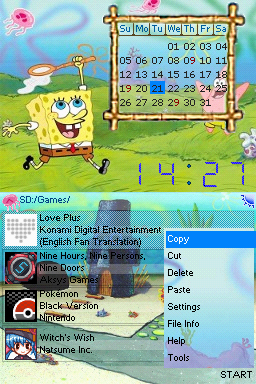 Su Mo Tu We Th Fr Sa
01 02 03 04
05 06 07 08 09 10 11
12 13 14 15 16 17 18
19 20 21 22 23 24 25
26 27 28 29 30 31
14:27
SD:/Games/
Love Plus
Konami Digital Entertainment
(English Fan Translation)
Nine Hours, Nine Persons,
Nine Doors
Aksys Games
Pokémon
Black Version
Nintendo
Witch's Wish
Natsume Inc.
Copy
Cut
Delete
Paste
Settings
File Info
Help
Tools
START